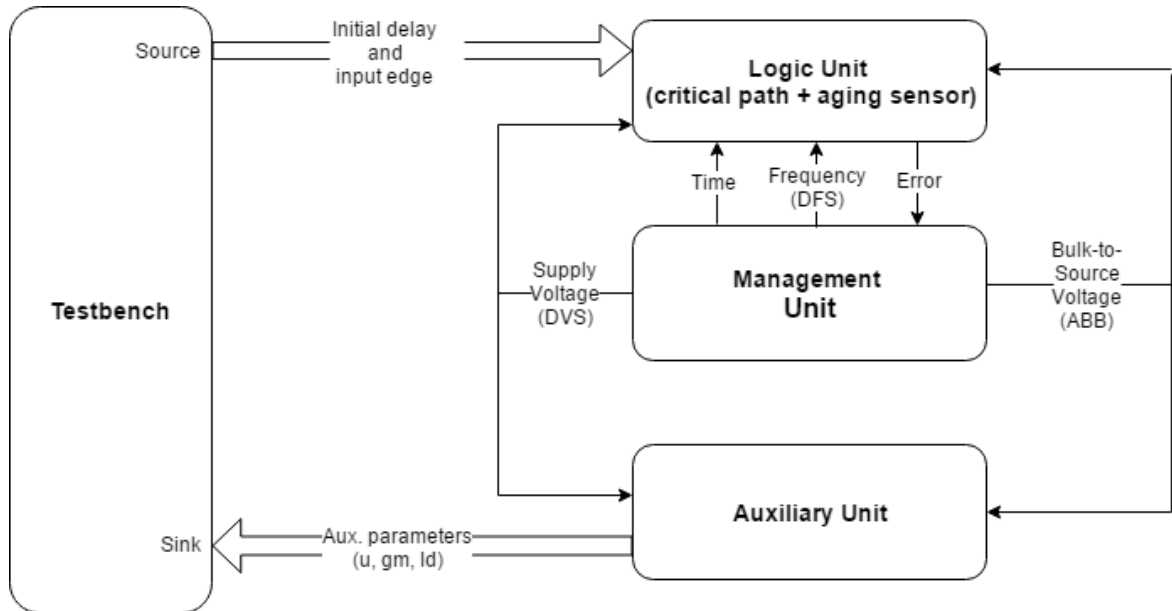 Source
Initial delay
and
input edge
Logic Unit
(critical path + aging sensor)
Time
Frequency
(DFS)
Error
Testbench
Supply
Voltage
(DVS)
Management
Unit
Bulk-to-
Source
Voltage
(ABB)
Auxiliary Unit
Sink
Aux. parameters
(u, gm, Id)